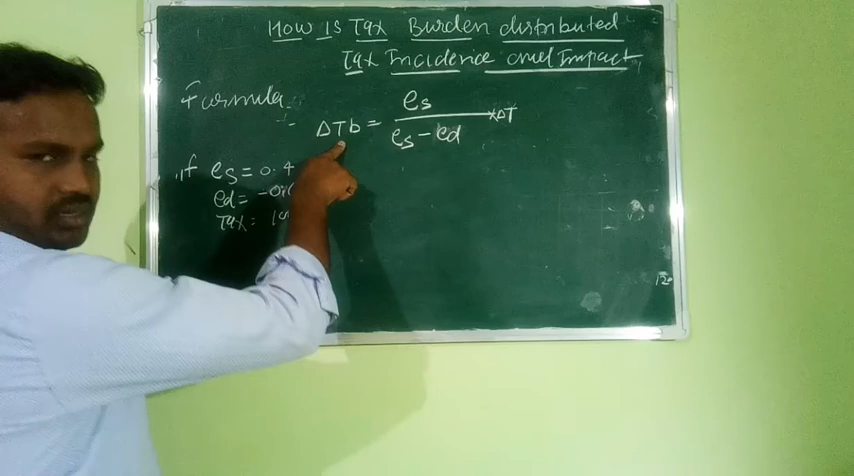 How Is Tax Burden distributed
Tax Incidence and Impact
Formula :-
ΔTb = es / es - ed × ΔT
if es = 0.4
ed =
Tax =
12